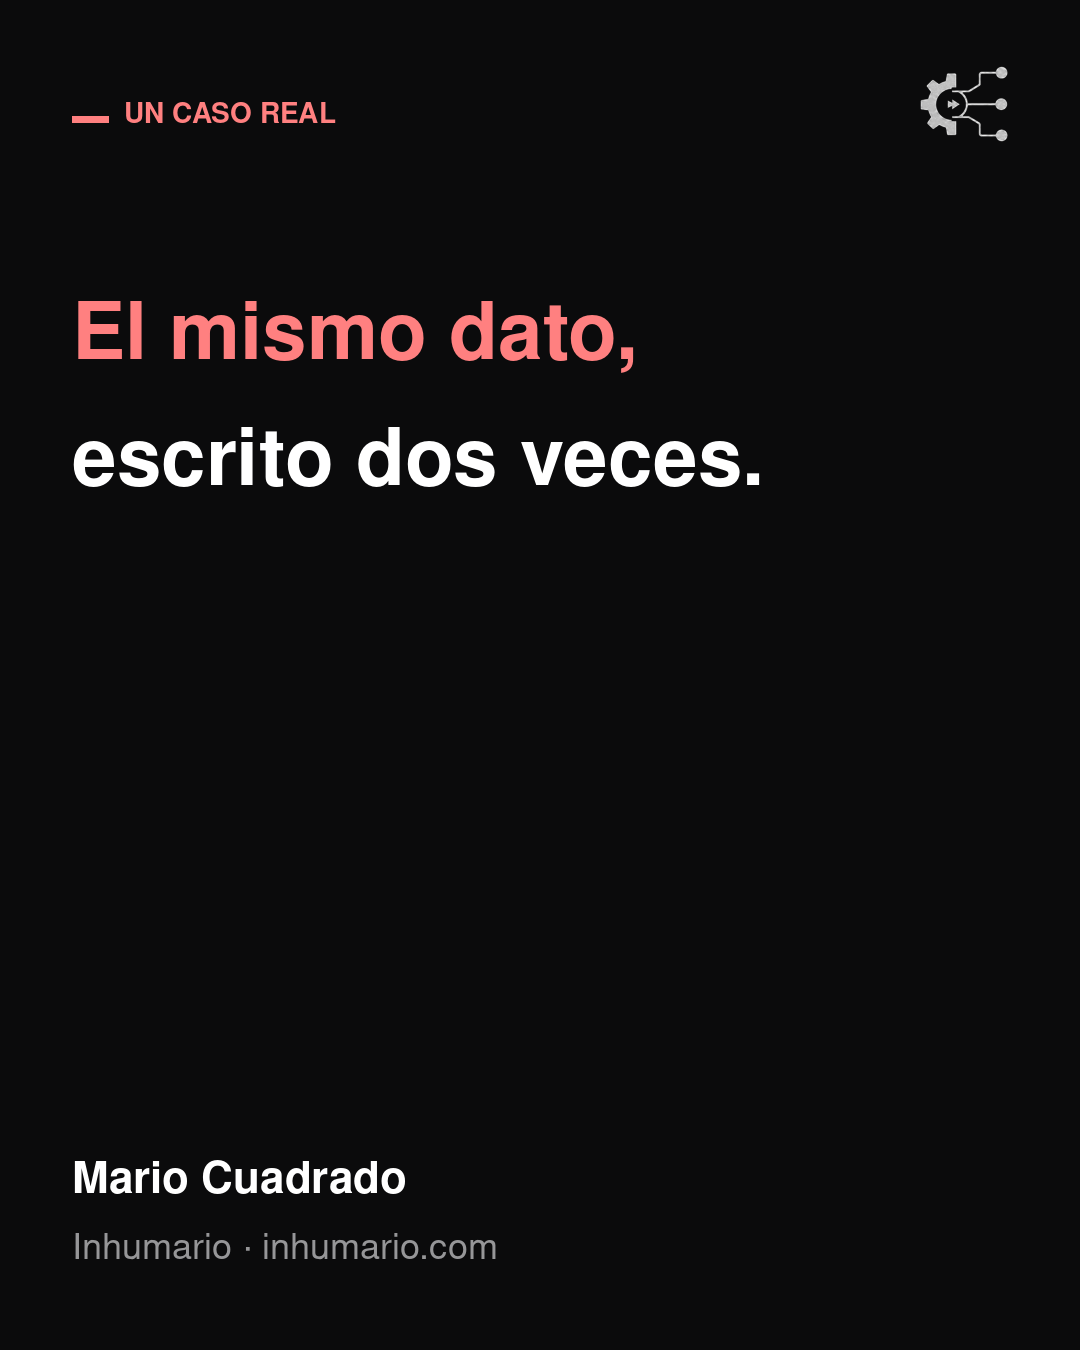 UN CASO REAL
El mismo dato,
escrito dos veces.
Mario Cuadrado
Inhumario · inhumario.com